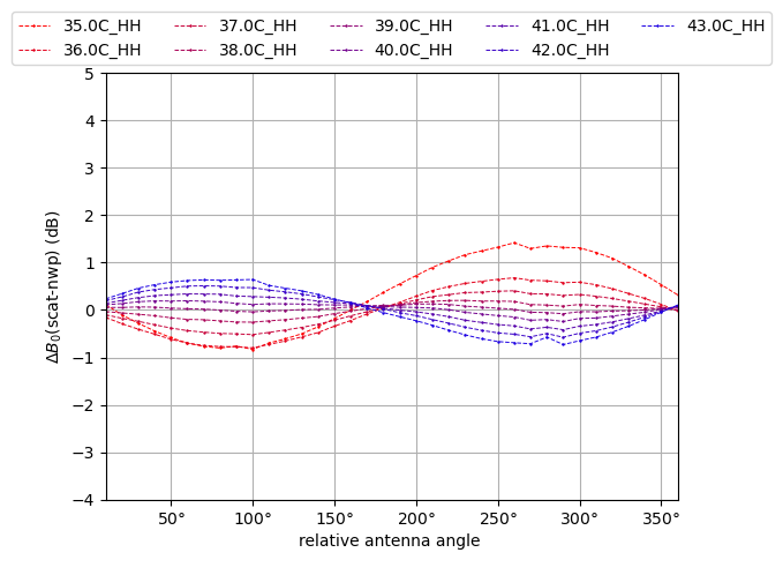 35.0C_HH 37.0C_HH 39.0C_HH 41.0C_HH 43.0C_HH
36.0C_HH 38.0C_HH 40.0C_HH 42.0C_HH
5
4
3
2
1
0
−1
−2
−3
−4
ΔB₀(scat-nwp) (dB)
50° 100° 150° 200° 250° 300° 350°
relative antenna angle